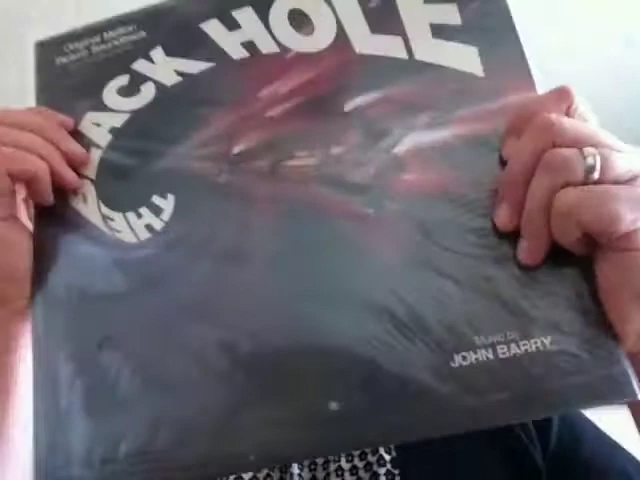 Original Motion
Picture Soundtrack
THE BLACK HOLE
Music By
JOHN BARRY